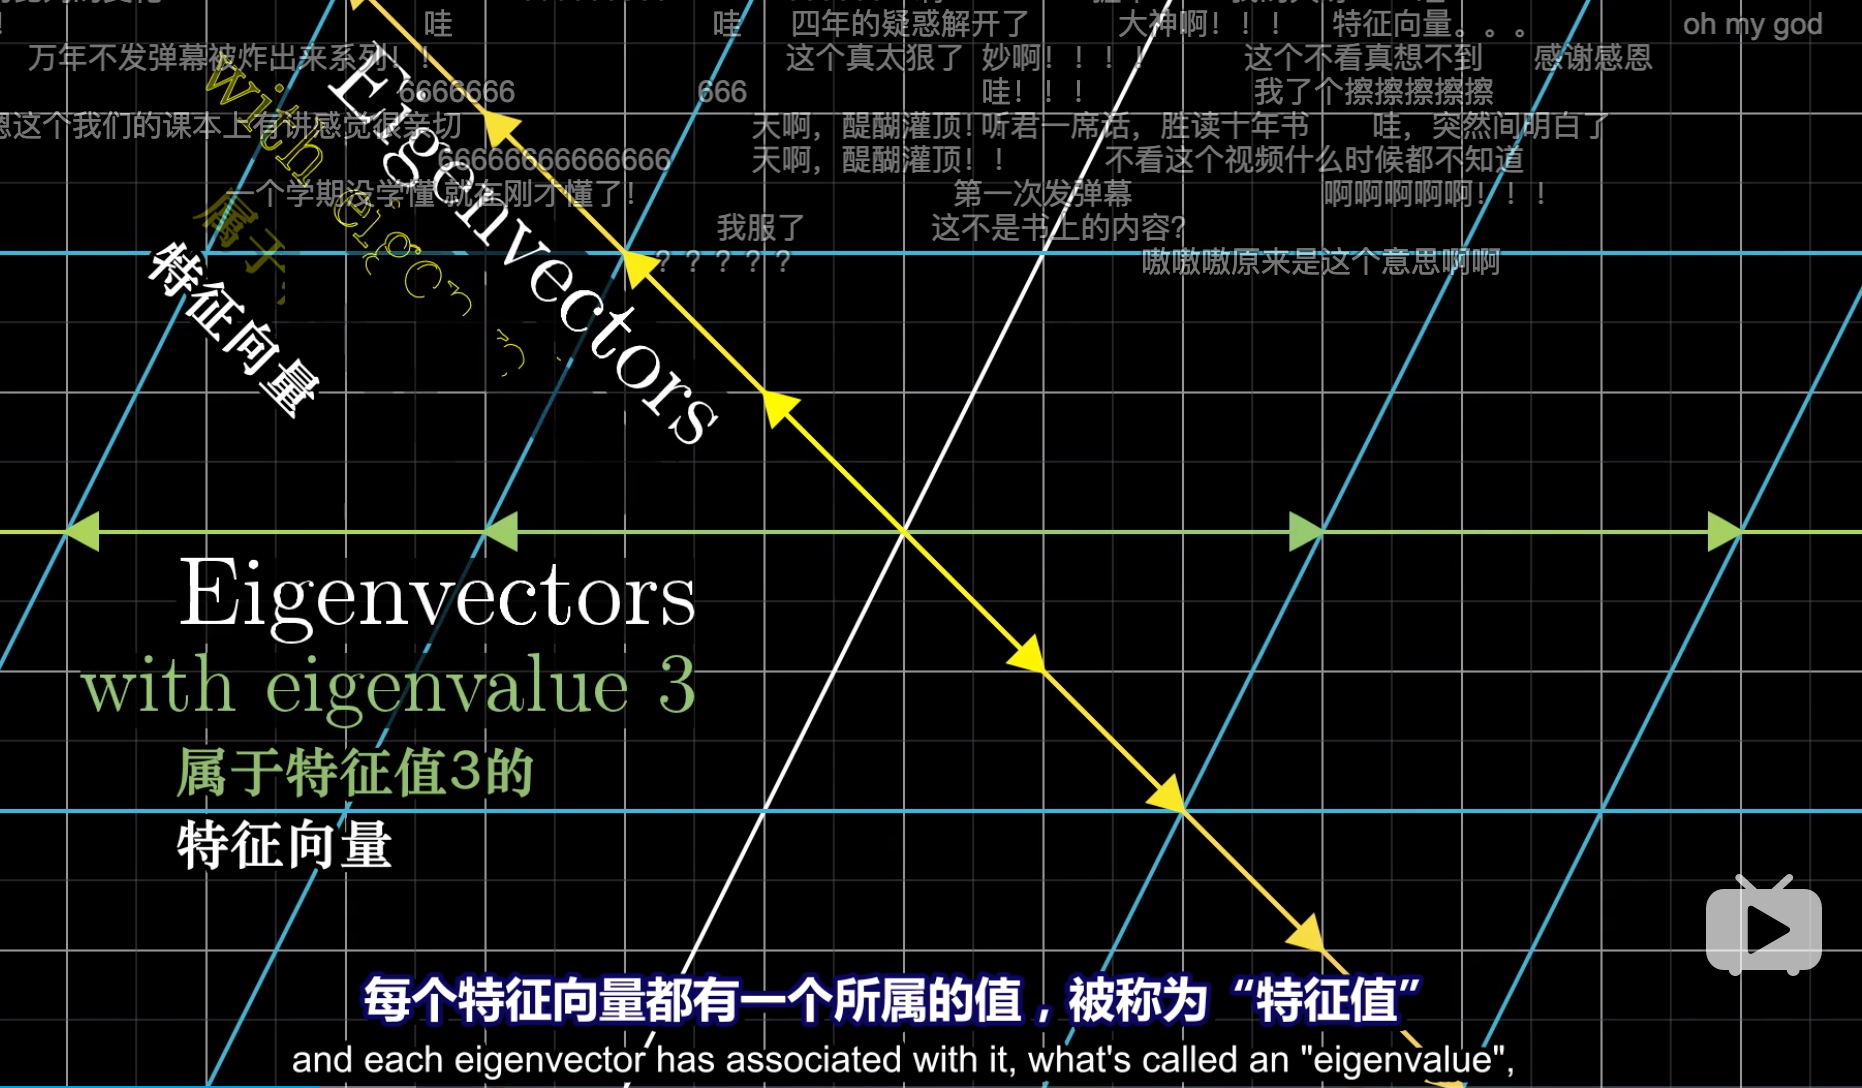 哇
哇
四年的疑惑解开了
大神啊！！！
特征向量。。。
oh my god
万年不发弹幕被炸出来系列！！
这个真太狠了
妙啊！！！！
这个不看真想不到
感谢感恩
6666666
666
哇！！！
我了个擦擦擦擦擦
这个我们的课本上有讲感觉很亲切
天啊，醍醐灌顶！
听君一席话，胜读十年书
哇，突然间明白了
66666666666666
天啊，醍醐灌顶！！
不看这个视频什么时候都不知道
一个学期没学懂 就在刚才懂了！
第一次发弹幕
啊啊啊啊啊！！！
我服了
这不是书上的内容？
？？？？？
嗷嗷嗷原来是这个意思啊啊
Eigenvectors
with eigen
属于
特征向量
Eigenvectors
with eigenvalue 3
属于特征值3的
特征向量
每个特征向量都有一个所属的值，被称为“特征值”
and each eigenvector has associated with it, what's called an "eigenvalue",